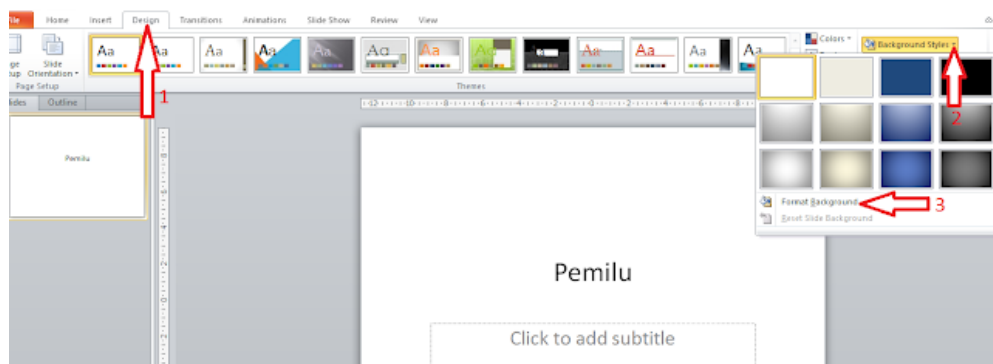 File Home Insert Design Transitions Animations Slide Show Review View
Aa Aa Aa Aa Aa Aa Aa Aa Aa Aa Aa Aa Colors Background Styles
Slide
Orientation
Page Setup Themes
1
2
Outline
Pemilu
Format Background... 3
Reset Slide Background
Pemilu
Click to add subtitle